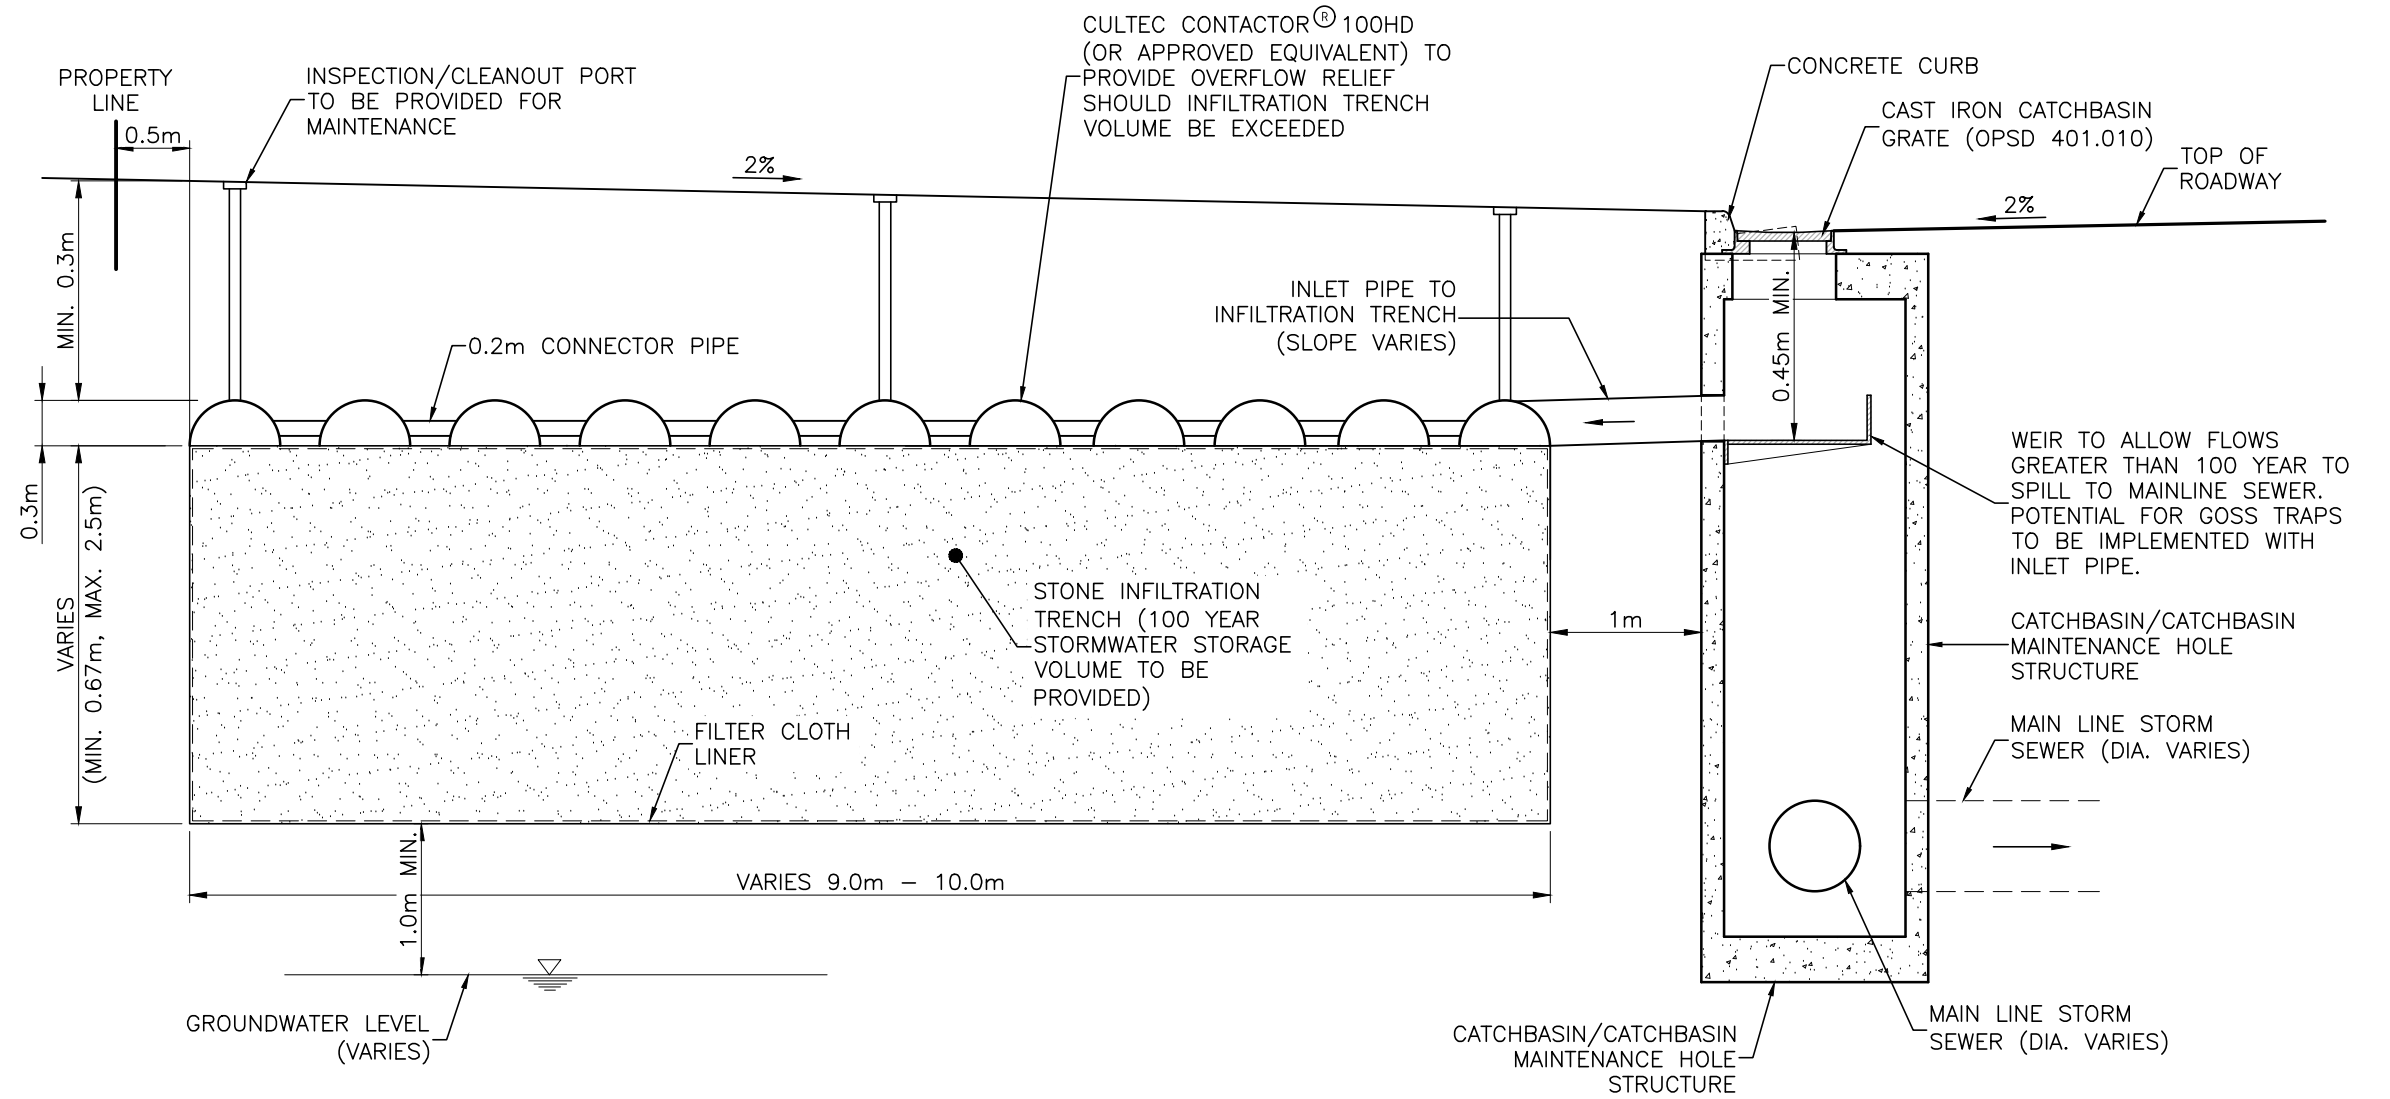 CULTEC CONTACTOR® 100HD
(OR APPROVED EQUIVALENT) TO
PROVIDE OVERFLOW RELIEF
SHOULD INFILTRATION TRENCH
VOLUME BE EXCEEDED
PROPERTY
LINE
0.5m
INSPECTION/CLEANOUT PORT
TO BE PROVIDED FOR
MAINTENANCE
2%
CONCRETE CURB
CAST IRON CATCHBASIN
GRATE (OPSD 401.010)
TOP OF
ROADWAY
2%
MIN. 0.3m
0.2m CONNECTOR PIPE
INLET PIPE TO
INFILTRATION TRENCH
(SLOPE VARIES)
0.45m MIN.
0.3m
VARIES
(MIN. 0.67m, MAX. 2.5m)
STONE INFILTRATION
TRENCH (100 YEAR
STORMWATER STORAGE
VOLUME TO BE
PROVIDED)
FILTER CLOTH
LINER
1m
WEIR TO ALLOW FLOWS
GREATER THAN 100 YEAR TO
SPILL TO MAINLINE SEWER.
POTENTIAL FOR GOSS TRAPS
TO BE IMPLEMENTED WITH
INLET PIPE.
CATCHBASIN/CATCHBASIN
MAINTENANCE HOLE
STRUCTURE
MAIN LINE STORM
SEWER (DIA. VARIES)
VARIES 9.0m - 10.0m
1.0m MIN.
GROUNDWATER LEVEL
(VARIES)
CATCHBASIN/CATCHBASIN
MAINTENANCE HOLE
STRUCTURE
MAIN LINE STORM
SEWER (DIA. VARIES)